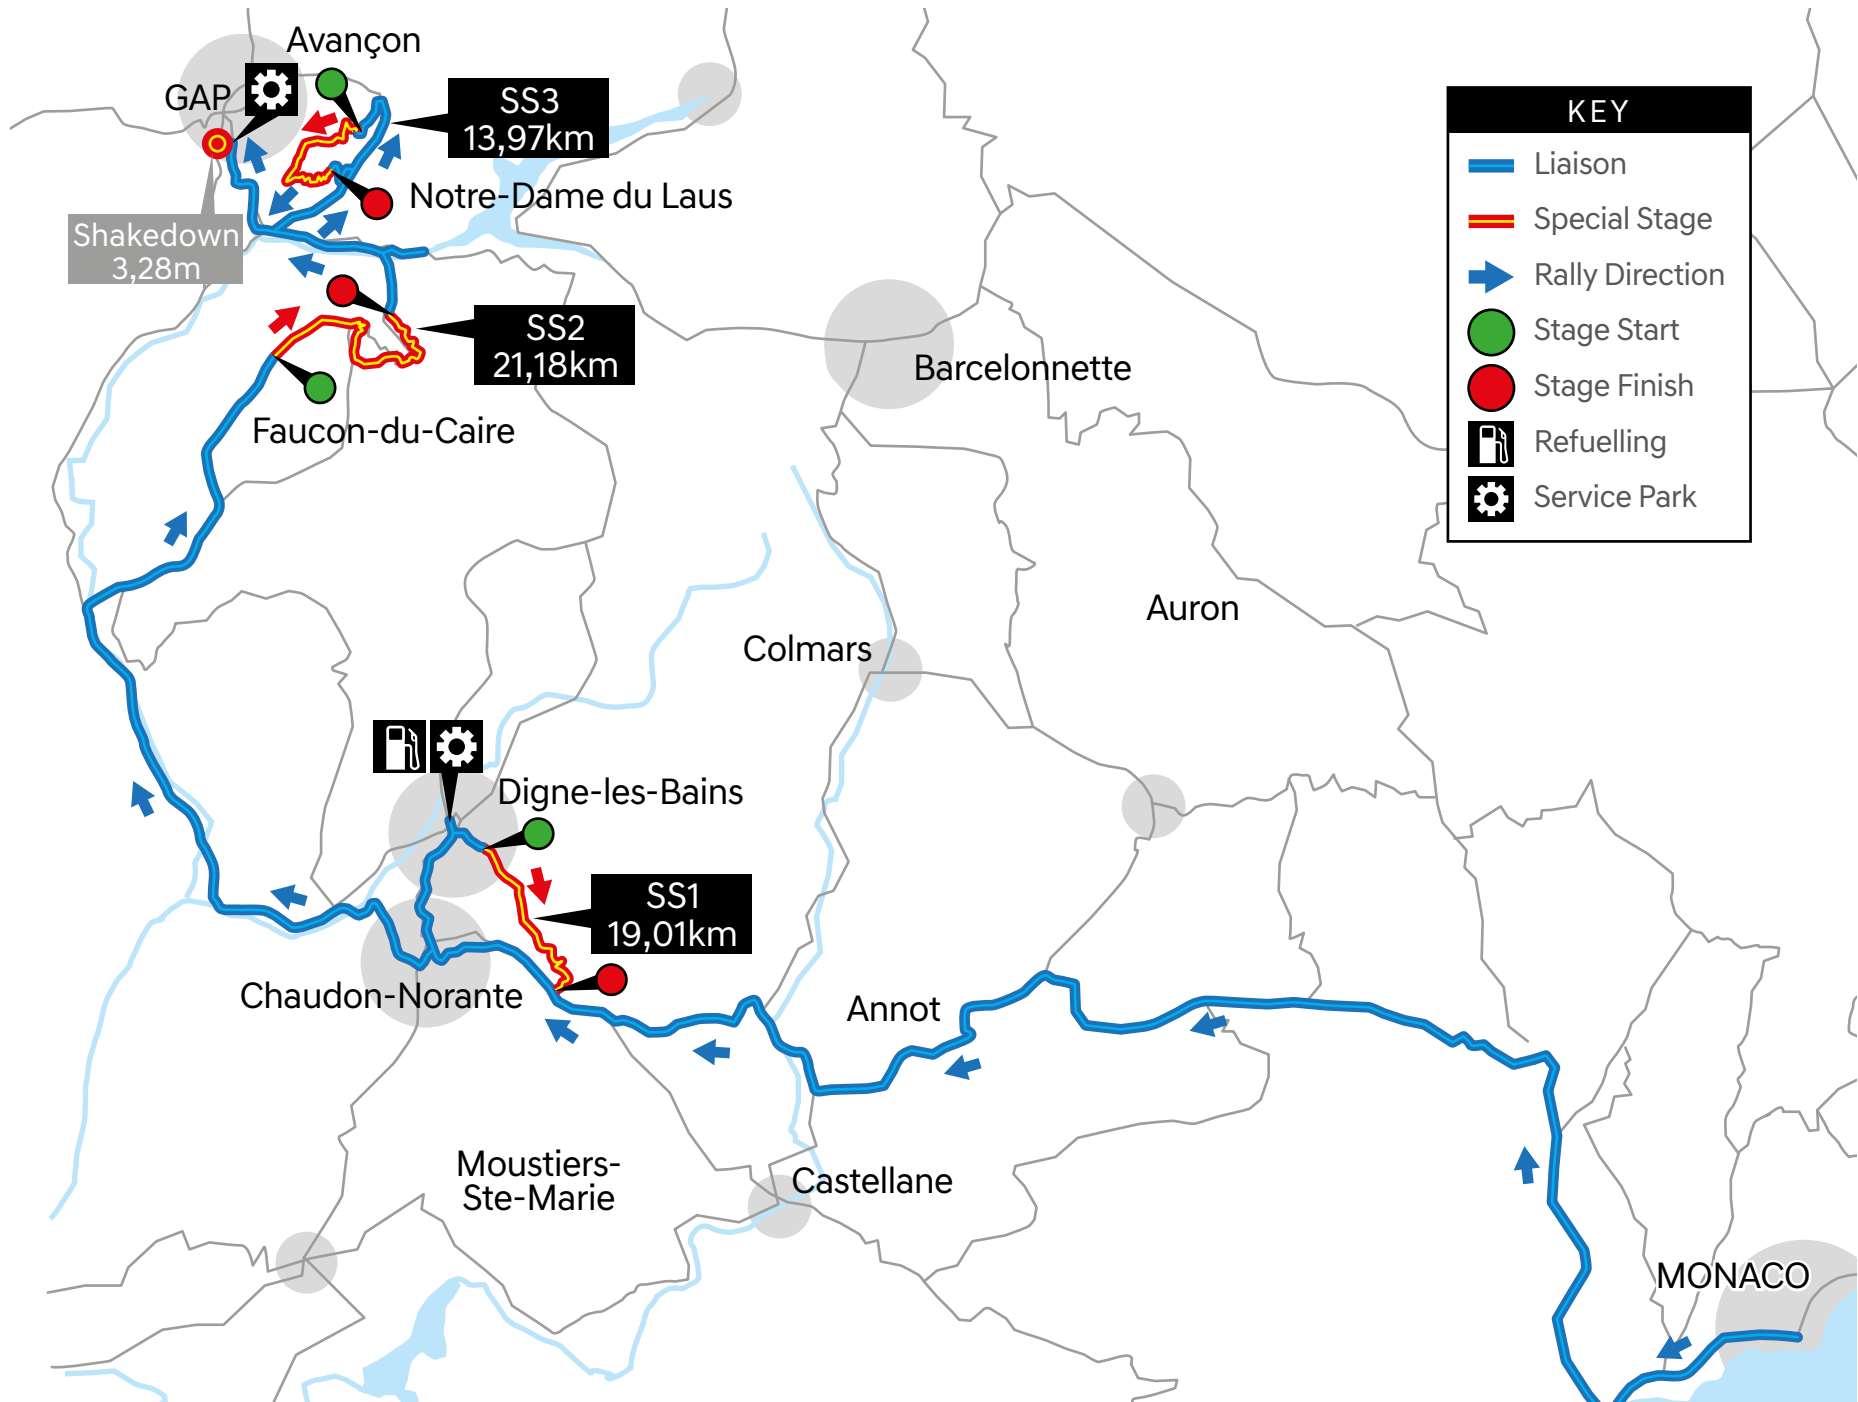 Avançon
GAP
SS3
13,97km
Notre-Dame du Laus
Shakedown
3,28m
SS2
21,18km
Faucon-du-Caire
Barcelonnette
KEY
Liaison
Special Stage
Rally Direction
Stage Start
Stage Finish
Refuelling
Service Park
Auron
Colmars
Digne-les-Bains
SS1
19,01km
Chaudon-Norante
Annot
Moustiers-
Ste-Marie
Castellane
MONACO